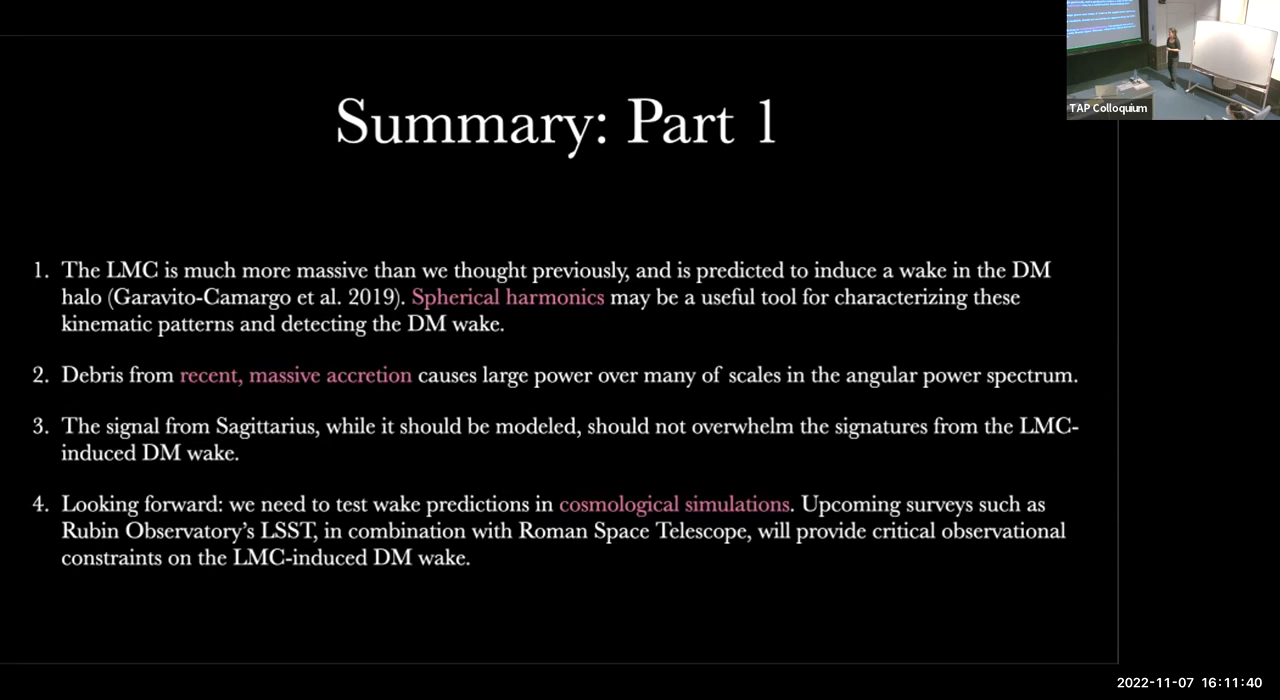 TAP Colloquium
Summary: Part 1
1. The LMC is much more massive than we thought previously, and is predicted to induce a wake in the DM
halo (Garavito-Camargo et al. 2019). Spherical harmonics may be a useful tool for characterizing these
kinematic patterns and detecting the DM wake.
2. Debris from recent, massive accretion causes large power over many of scales in the angular power spectrum.
3. The signal from Sagittarius, while it should be modeled, should not overwhelm the signatures from the LMC-
induced DM wake.
4. Looking forward: we need to test wake predictions in cosmological simulations. Upcoming surveys such as
Rubin Observatory's LSST, in combination with Roman Space Telescope, will provide critical observational
constraints on the LMC-induced DM wake.
2022-11-07 16:11:40